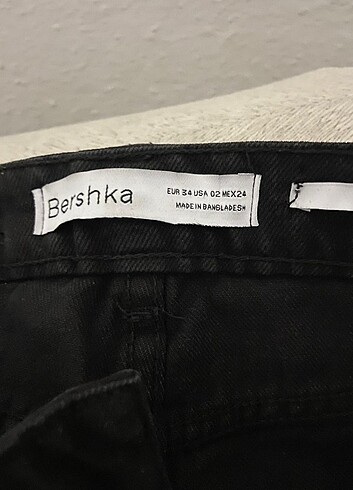 Bershka
EUR 34 USA 02 MEX 24
MADE IN BANGLADESH